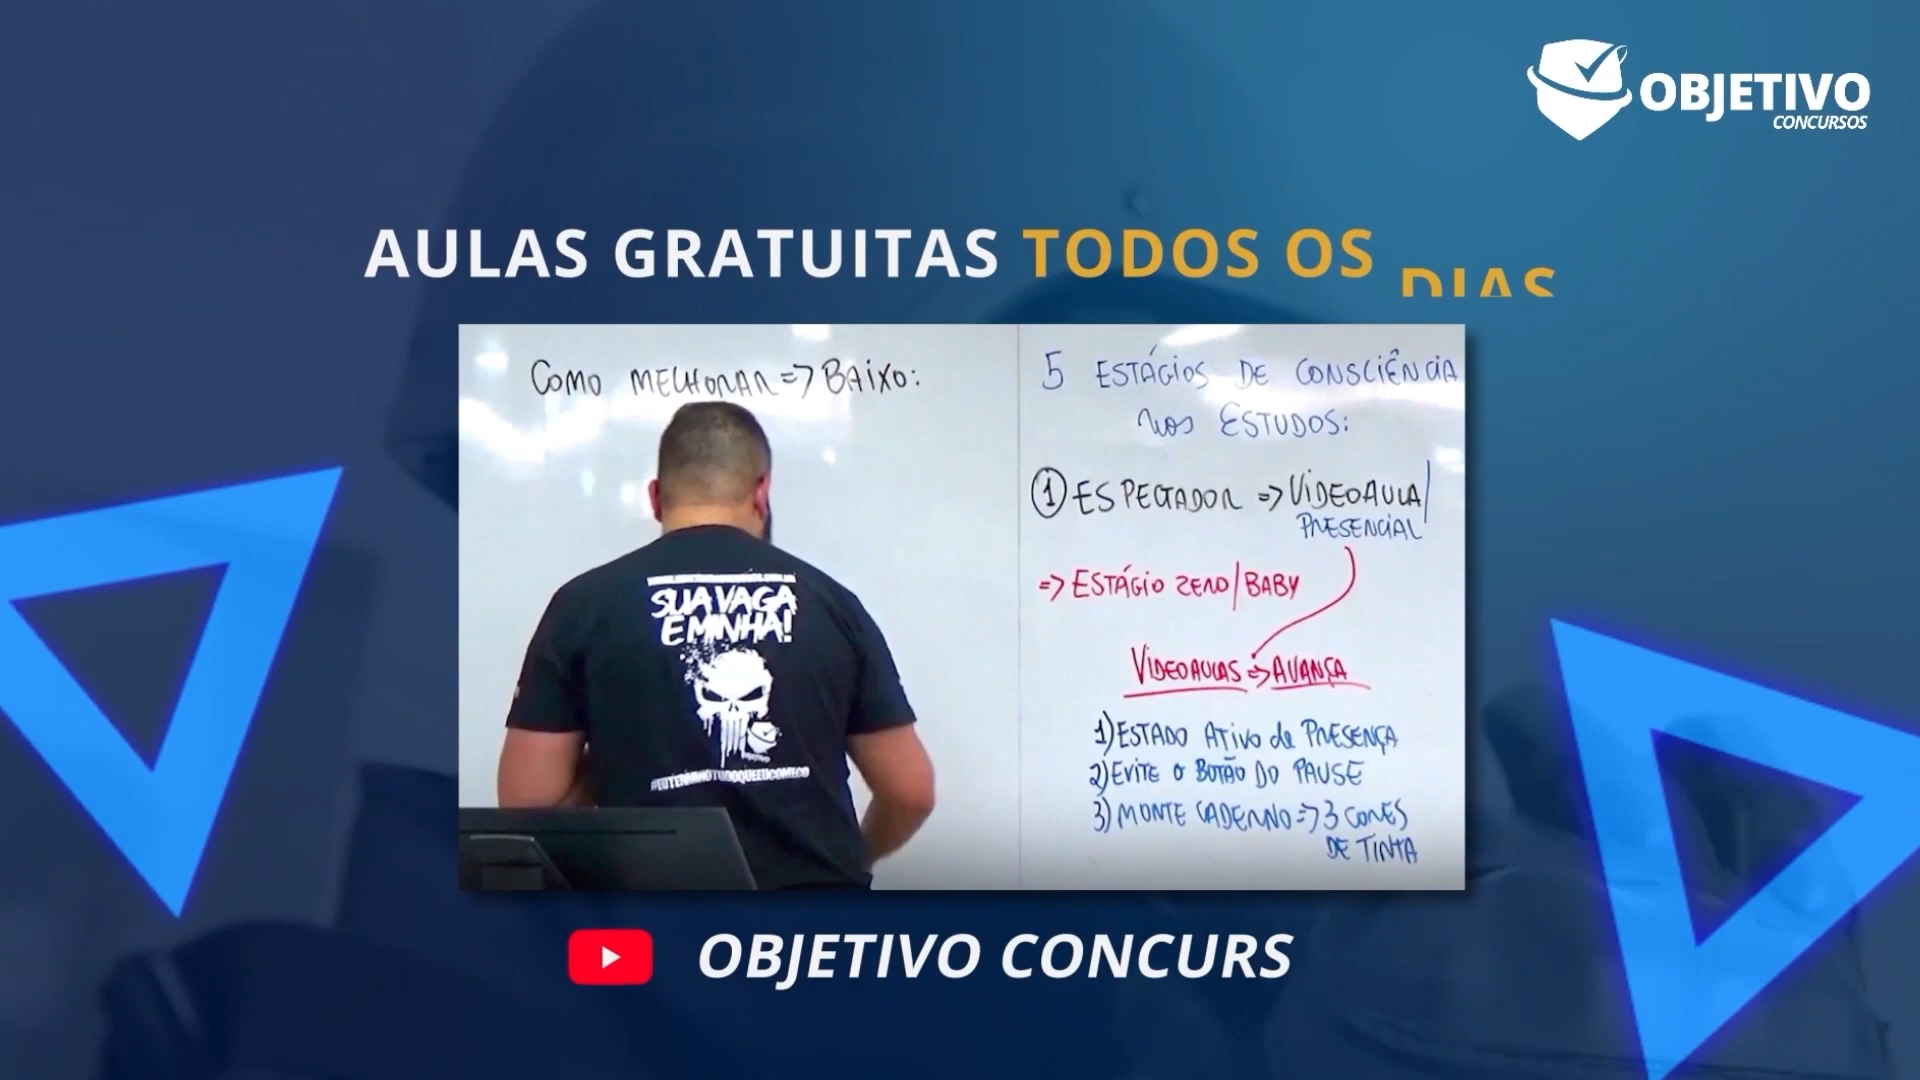 OBJETIVO
CONCURSOS
AULAS GRATUITAS TODOS OS DIAS
COMO MELHORAR => BAIXO:
5 ESTÁGIOS DE CONSCIÊNCIA
NOS ESTUDOS:
① ESPECTADOR => VIDEOAULA/
PRESENCIAL
=> ESTÁGIO ZERO/BABY
VIDEOAULAS => AVANÇA
1) ESTADO ATIVO de PRESENÇA
2) EVITE O BOTÃO DO PAUSE
3) MONTE CADERNO => 3 CORES
DE TINTA
SUA VAGA
É MINHA!
#EUTERMINOTUDOQUEEUCOMEÇO
OBJETIVO CONCURS